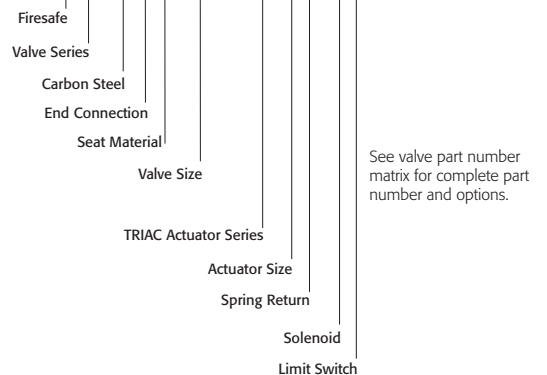 Firesafe
Valve Series
Carbon Steel
End Connection
Seat Material
Valve Size
See valve part number
matrix for complete part
number and options.
TRIAC Actuator Series
Actuator Size
Spring Return
Solenoid
Limit Switch